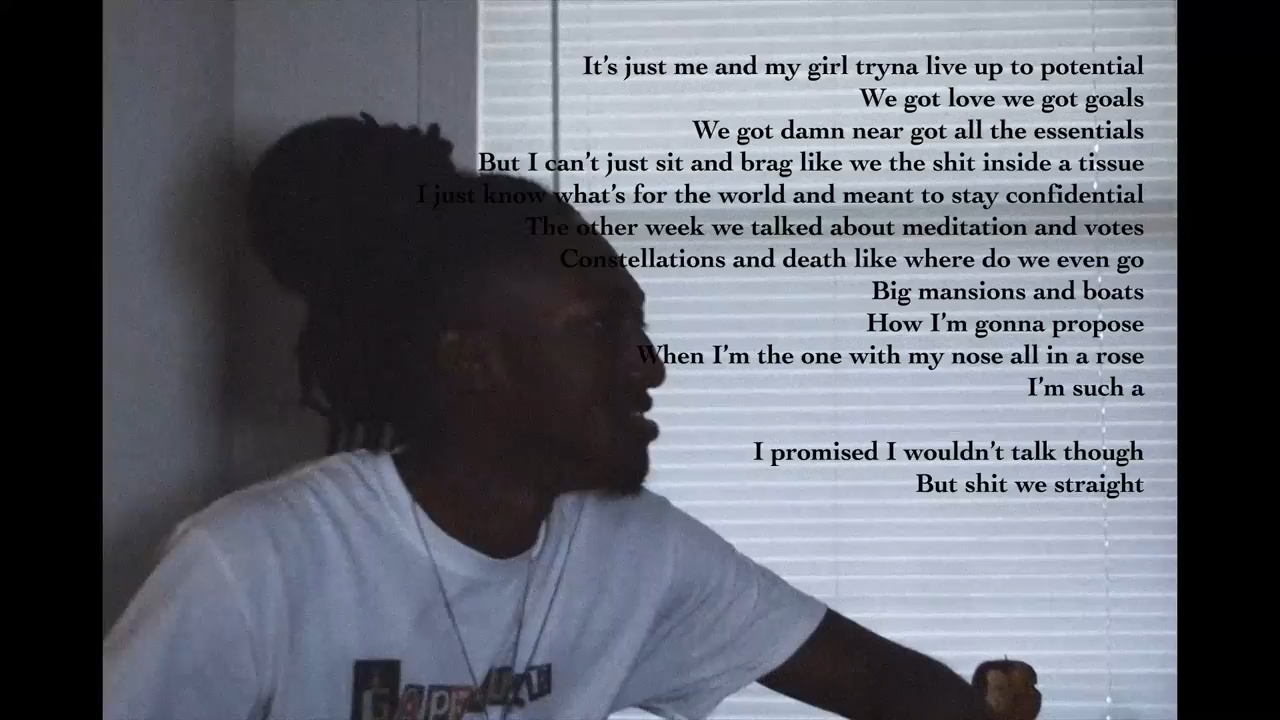 It’s just me and my girl tryna live up to potential
We got love we got goals
We got damn near got all the essentials
But I can’t just sit and brag like we the shit inside a tissue
I just know what’s for the world and meant to stay confidential
The other week we talked about meditation and votes
Constellations and death like where do we even go
Big mansions and boats
How I’m gonna propose
When I’m the one with my nose all in a rose
I’m such a
I promised I wouldn’t talk though
But shit we straight